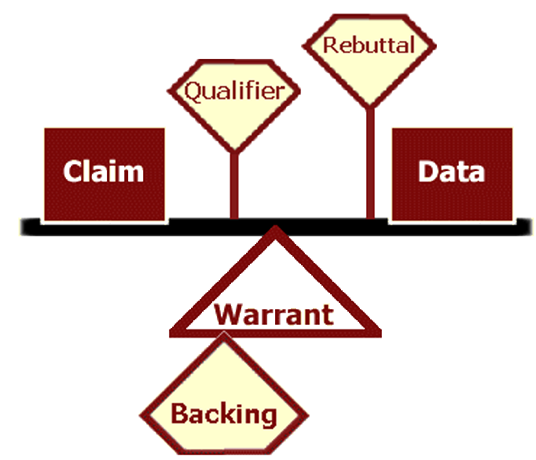 Rebuttal
Qualifier
Claim
Data
Warrant
Backing